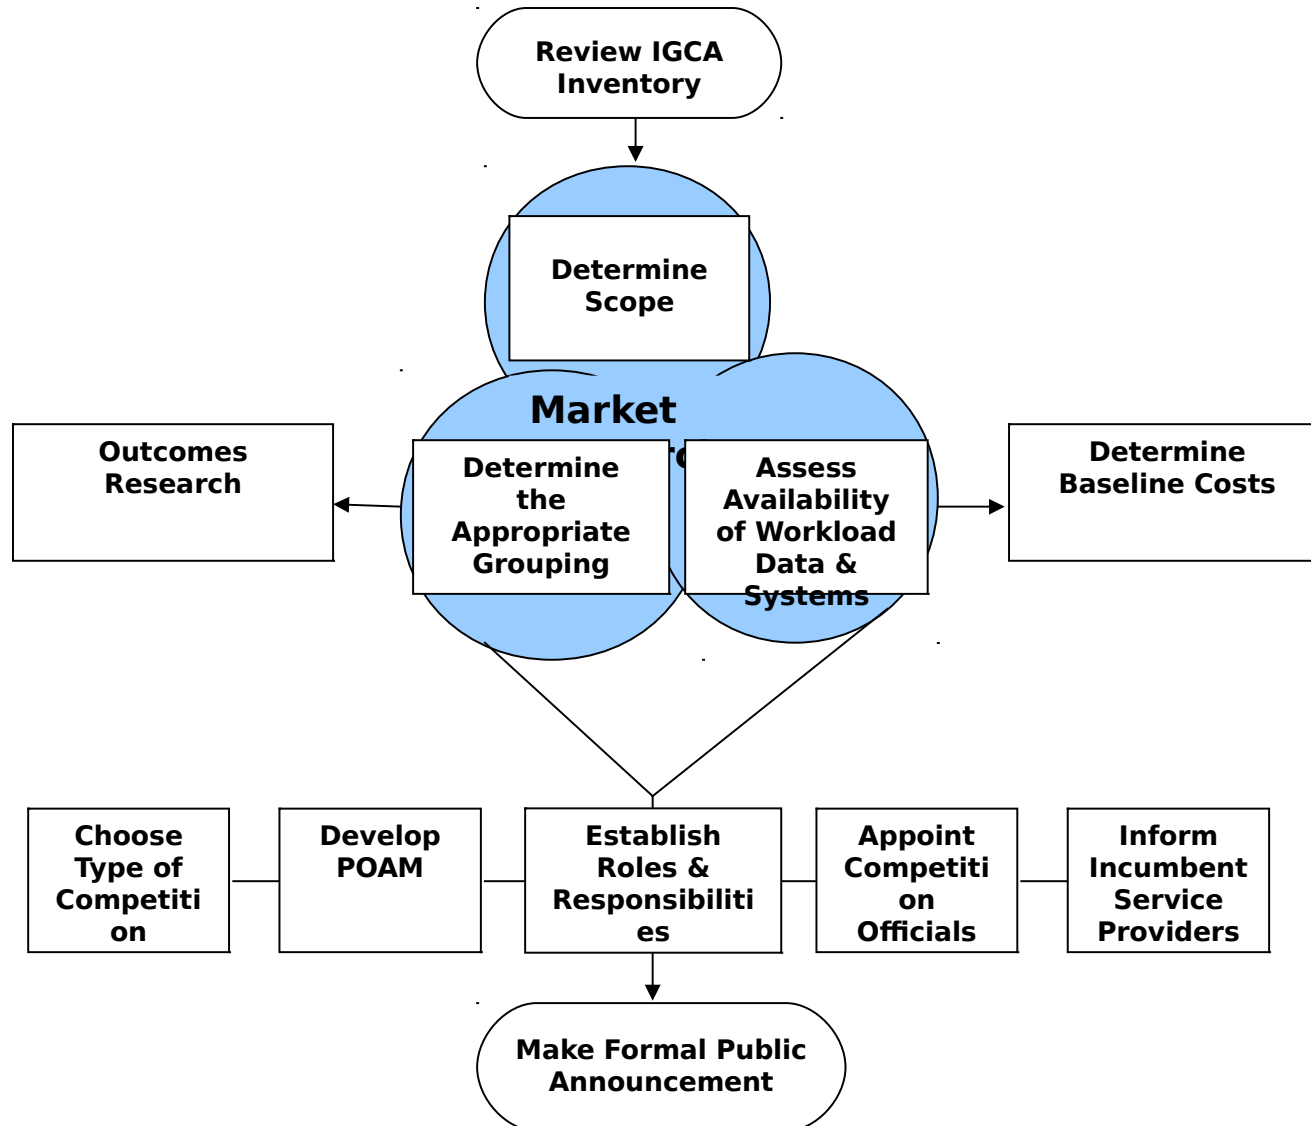 Review IGCA
Inventory
Determine
Scope
Market
Outcomes
Research
Determine
the
Appropriate
Grouping
Assess
Availability
of Workload
Data &
Systems
Determine
Baseline Costs
Choose
Type of
Competiti
on
Develop
POAM
Establish
Roles &
Responsibiliti
es
Appoint
Competiti
on
Officials
Inform
Incumbent
Service
Providers
Make Formal Public
Announcement